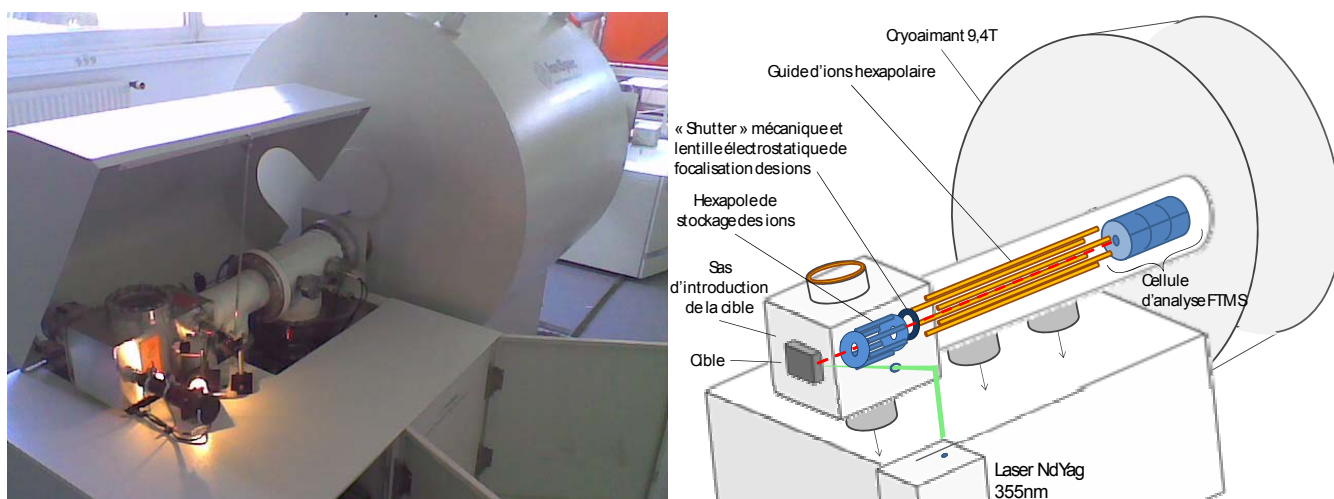 Cryoaimant 9,4T
Guide d'ions hexapolaire
« Shutter » mécanique et
lentille électrostatique de
focalisation des ions
Hexapole de
stockage des ions
Sas
d'introduction
de la cible
Cible
Cellule
d'analyse FTMS
Laser NdYag
355nm